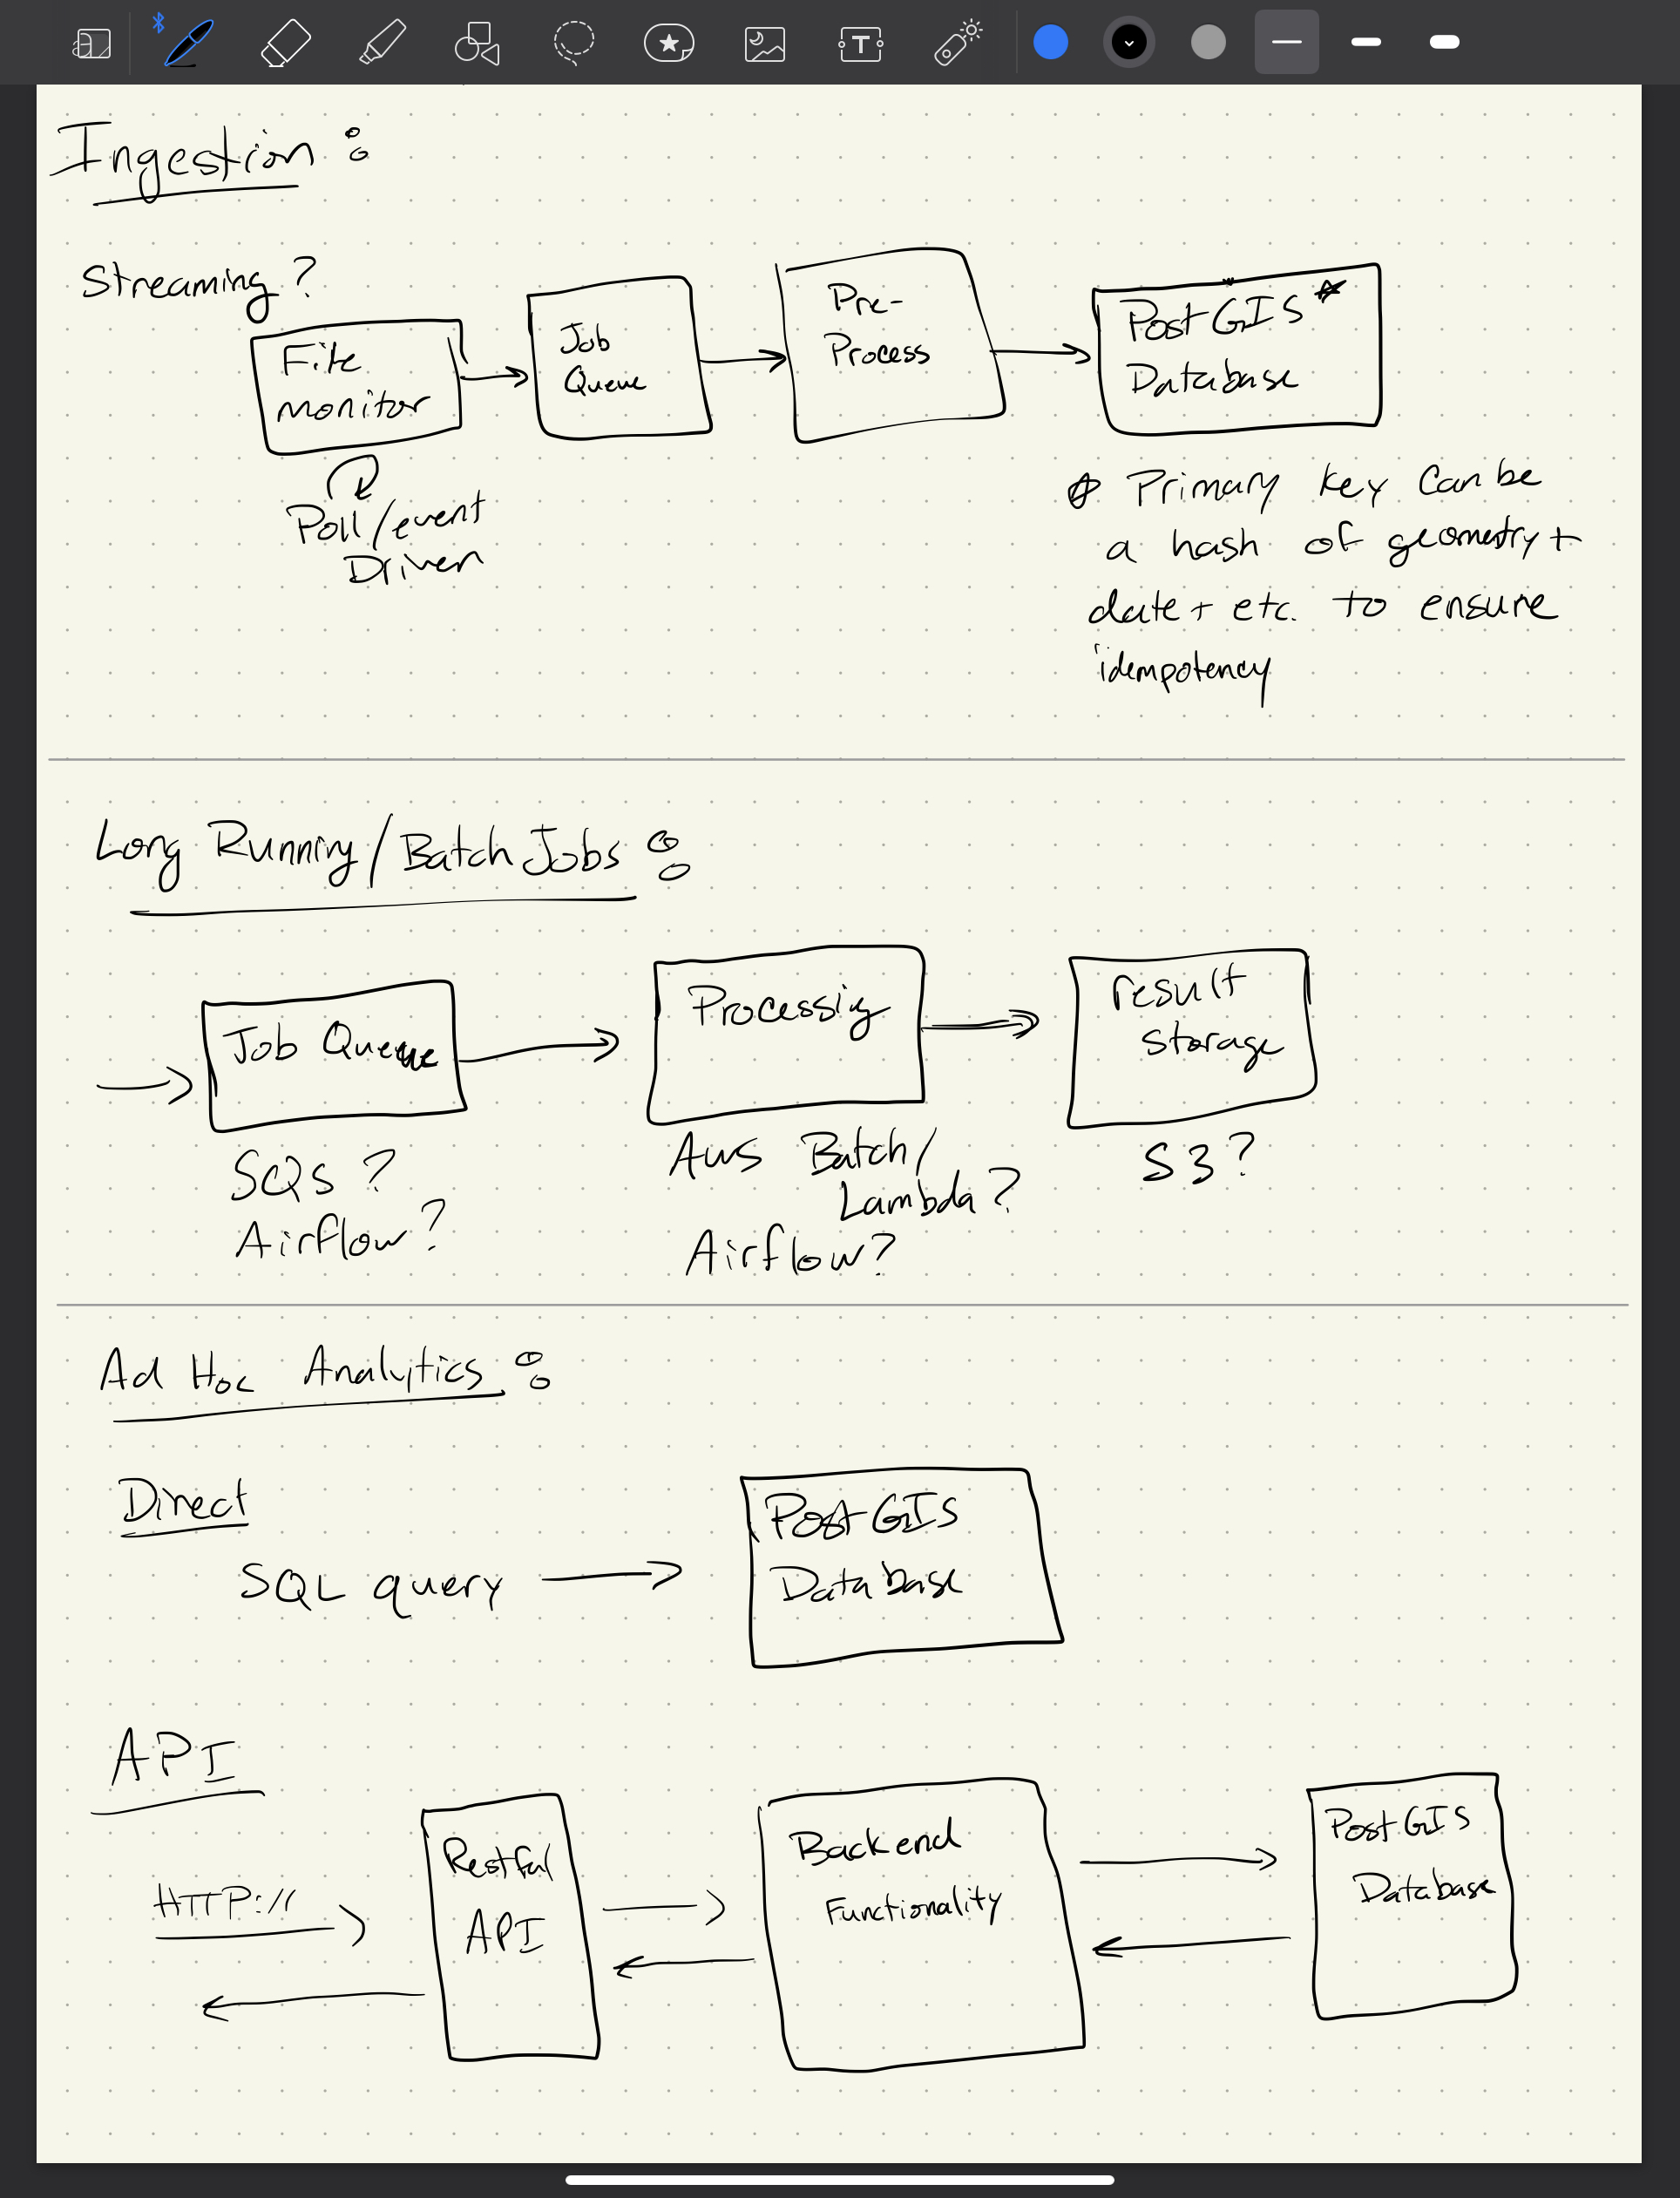 Ingestion:
Streaming?
File
monitor
Poll/event
Driven
Job
Queue
Pre-
Process
PostGIS*
Database
* Primary key can be
a hash of geometry +
date + etc. to ensure
idempotency
Long Running/Batch Jobs:
Job Queue
SQS?
Airflow?
Processing
AWS Batch/
Lambda?
Airflow?
result
storage
S3?
Ad Hoc Analytics:
Direct
SQL query
PostGIS
Database
API
HTTP://
Restful
API
Backend
Functionality
PostGIS
Database